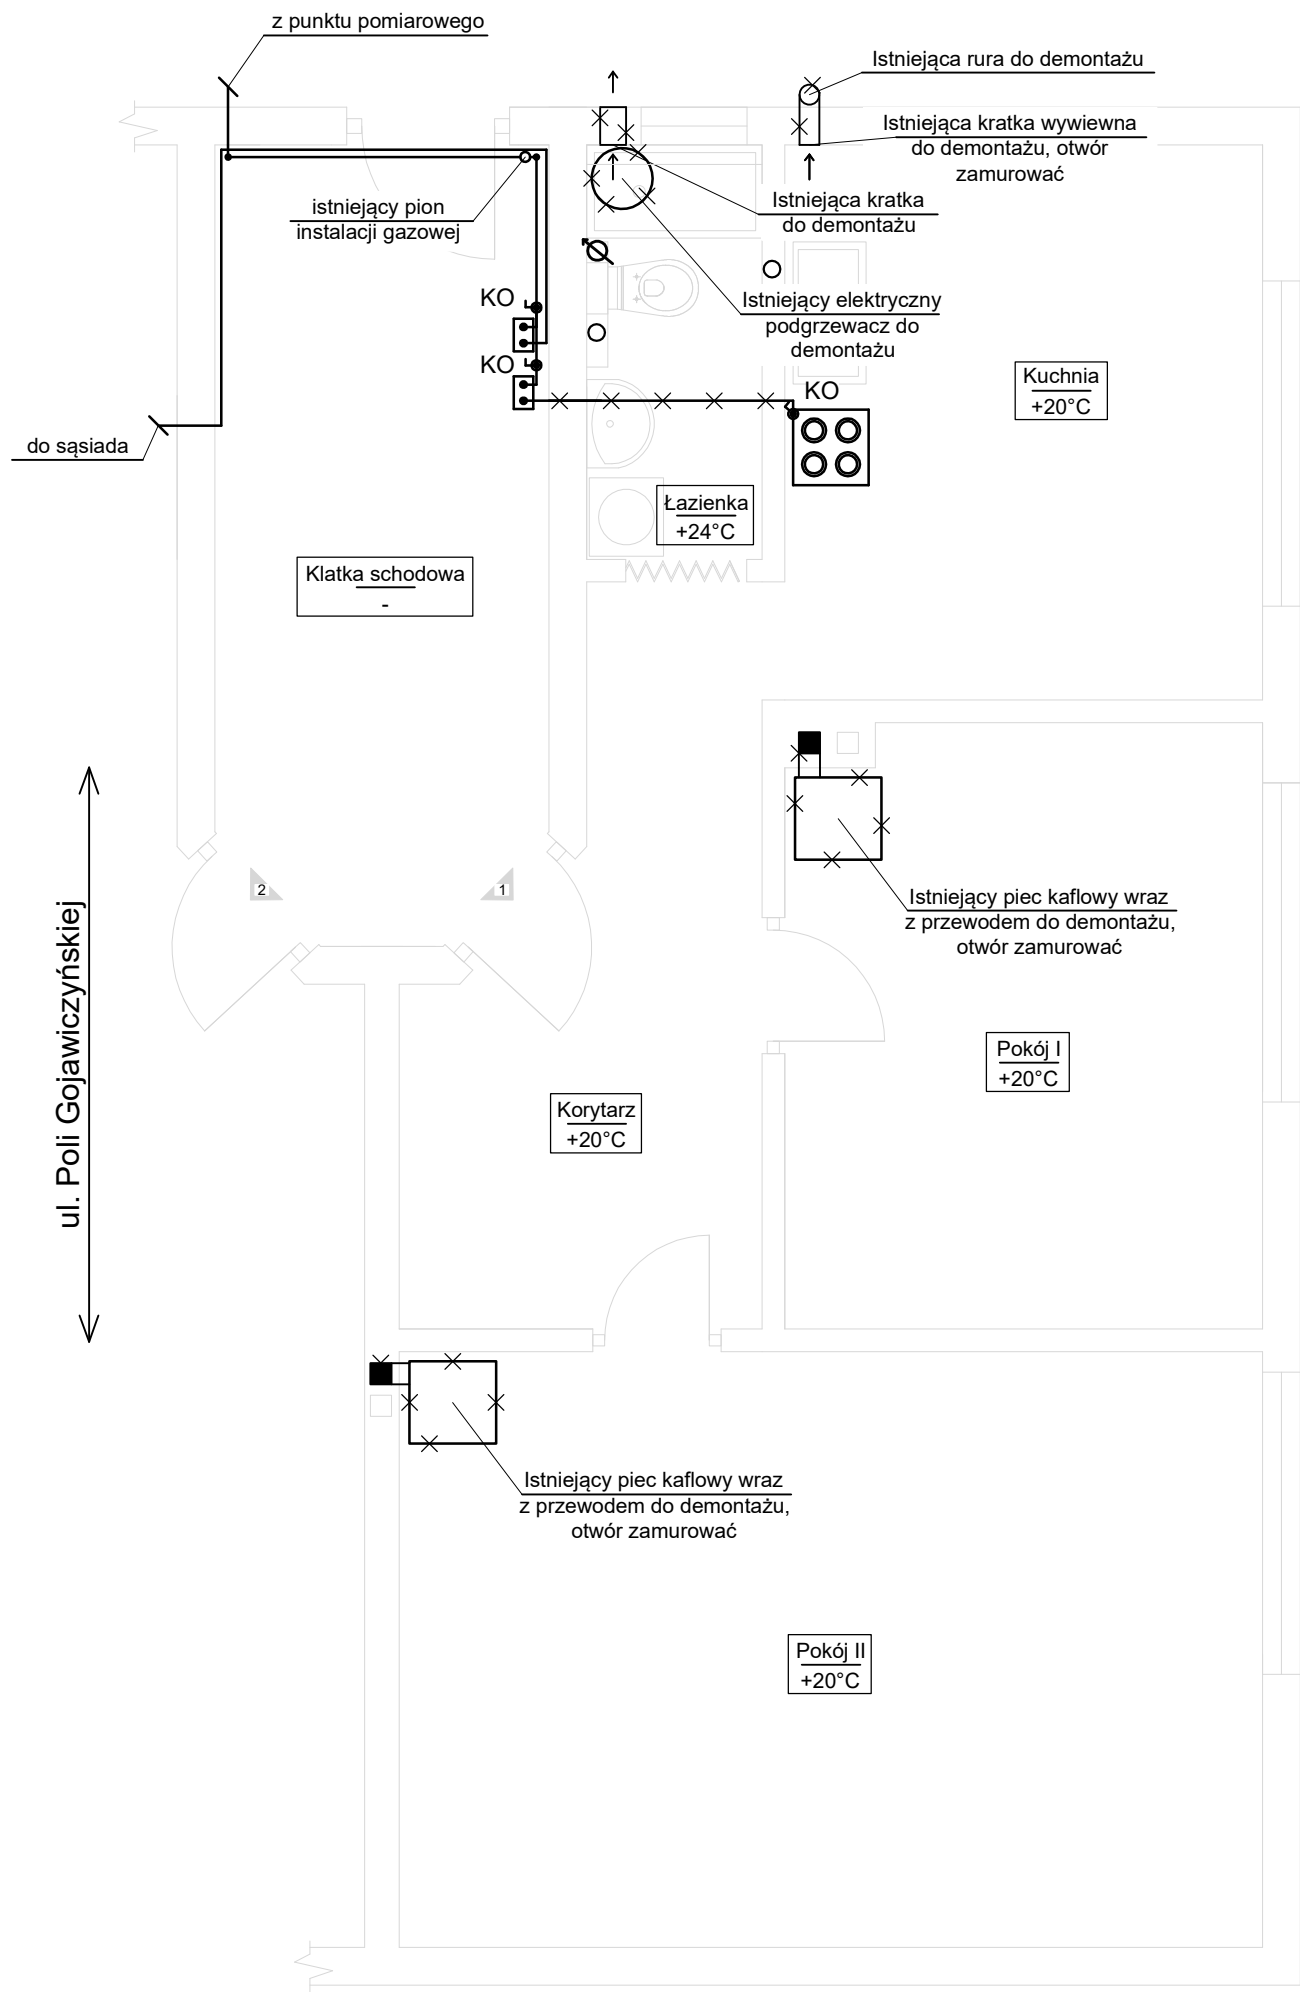 z punktu pomiarowego
Istniejąca rura do demontażu
Istniejąca kratka wywiewna
do demontażu, otwór
zamurować
Istniejąca kratka
do demontażu
istniejący pion
instalacji gazowej
KO
Istniejący elektryczny
podgrzewacz do
demontażu
KO
KO
Kuchnia
+20°C
do sąsiada
Łazienka
+24°C
Klatka schodowa
-
2
1
Istniejący piec kaflowy wraz
z przewodem do demontażu,
otwór zamurować
ul. Poli Gojawiczyńskiej
Pokój I
+20°C
Korytarz
+20°C
Istniejący piec kaflowy wraz
z przewodem do demontażu,
otwór zamurować
Pokój II
+20°C